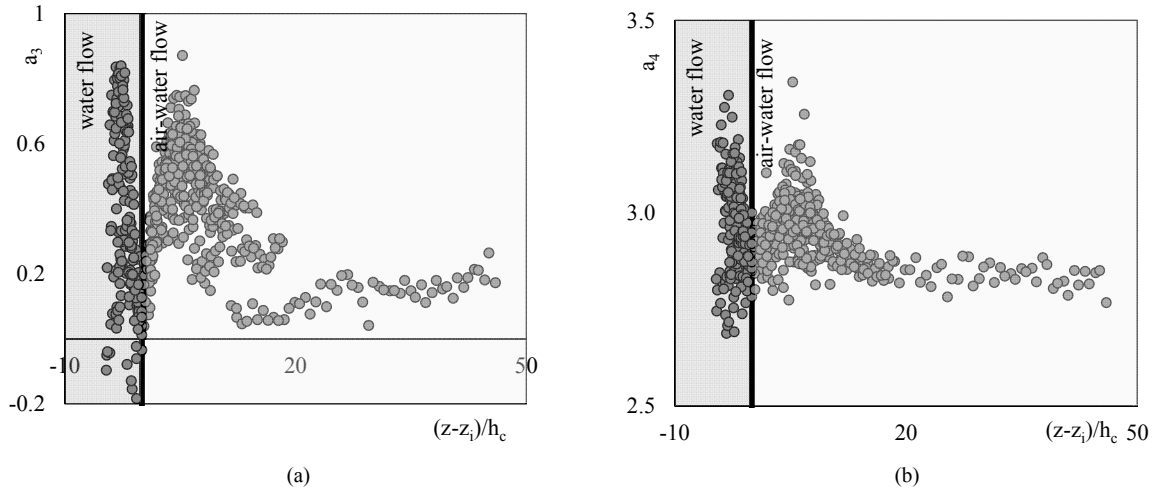 1
0.6
0.2
-0.2
a3
water flow
air-water flow
-10
20
50
(z-zi)/hc
(a)
3.5
3.0
2.5
a4
water flow
air-water flow
-10
20
50
(z-zi)/hc
(b)